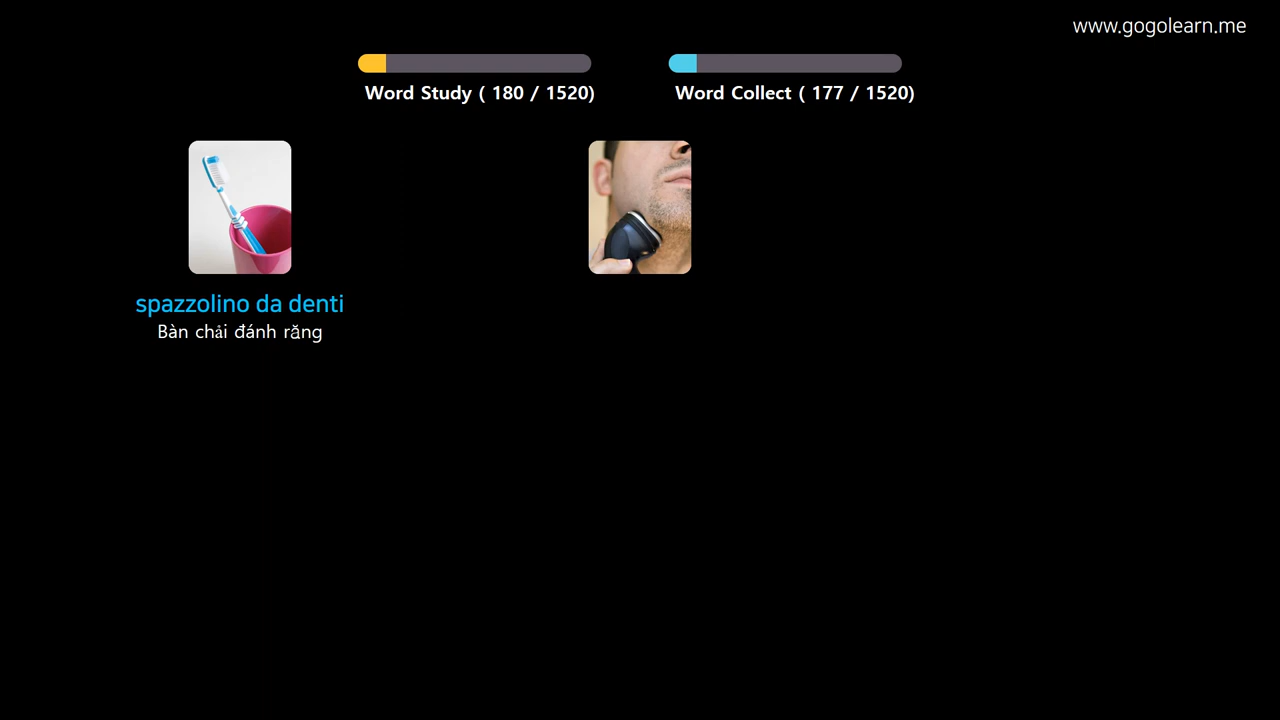 www.gogolearn.me
Word Study ( 180 / 1520)
Word Collect ( 177 / 1520)
spazzolino da denti
Bàn chải đánh răng